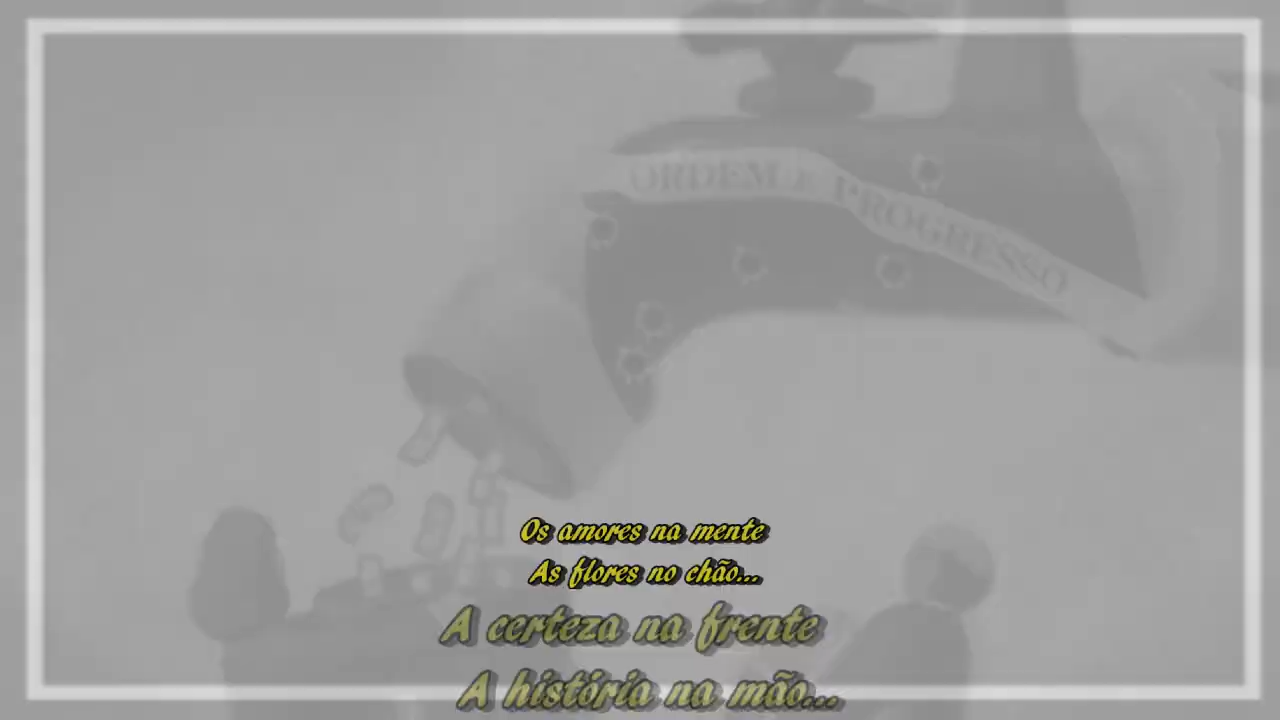 ORDEM E PROGRESSO
Os amores na mente
As flores no chão...
A certeza na frente
A história na mão...